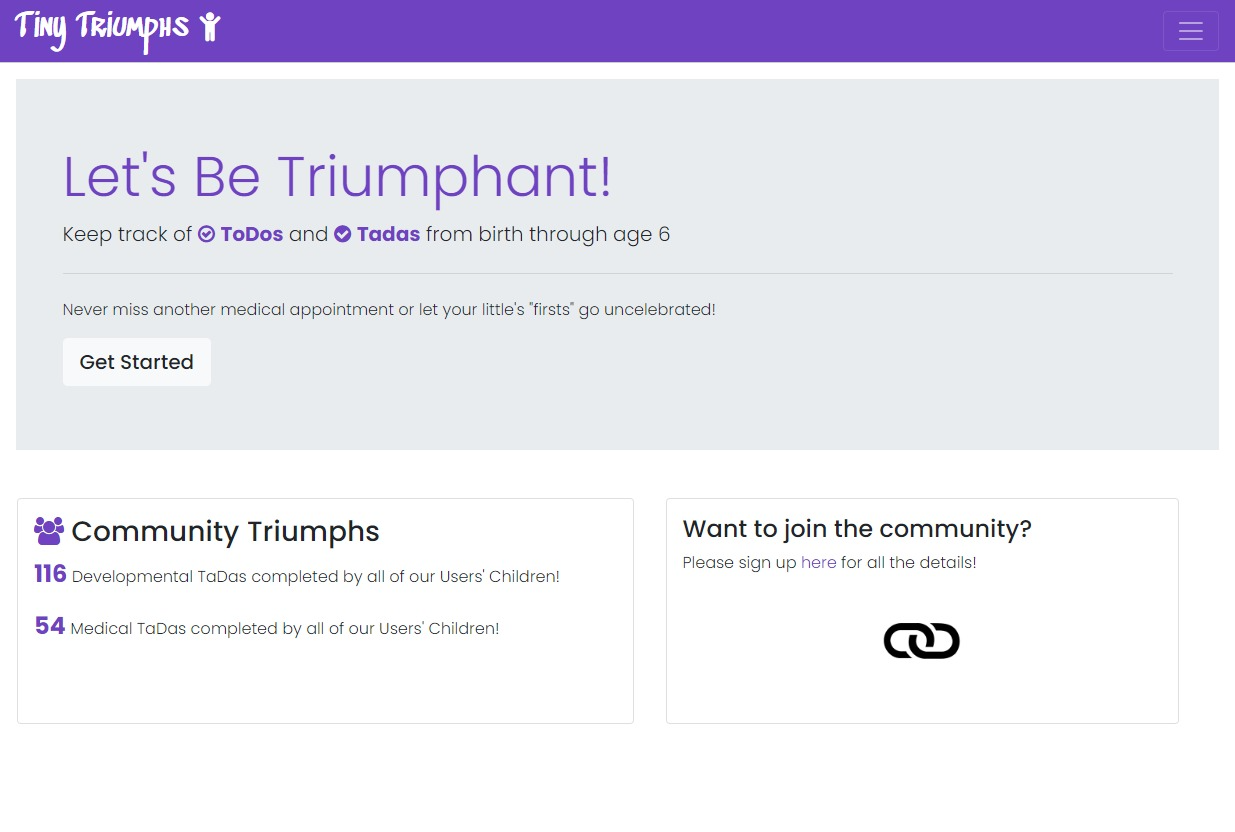 Tiny Triumphs
Let's Be Triumphant!
Keep track of ToDos and Tadas from birth through age 6
Never miss another medical appointment or let your little's "firsts" go uncelebrated!
Get Started
Community Triumphs
116 Developmental TaDas completed by all of our Users' Children!
54 Medical TaDas completed by all of our Users' Children!
Want to join the community?
Please sign up here for all the details!